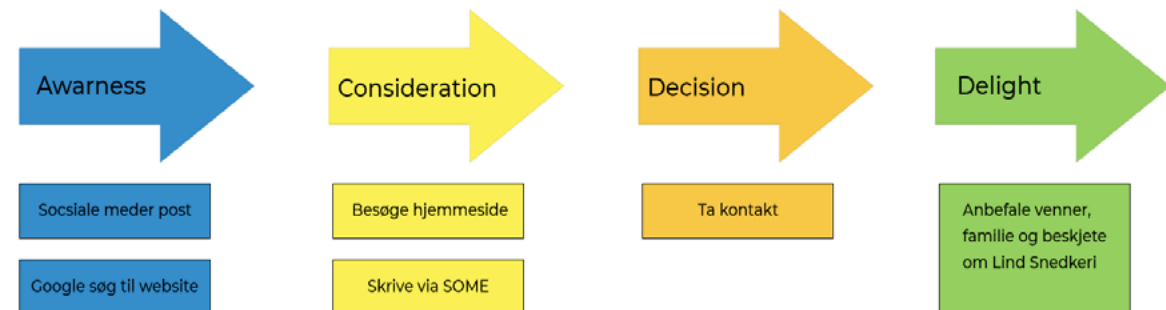 Awarness
Consideration
Decision
Delight
Socsiale meder post
Besøge hjemmeside
Ta kontakt
Anbefale venner,
familie og beskjete
om Lind Snedkeri
Google søg til website
Skrive via SOME